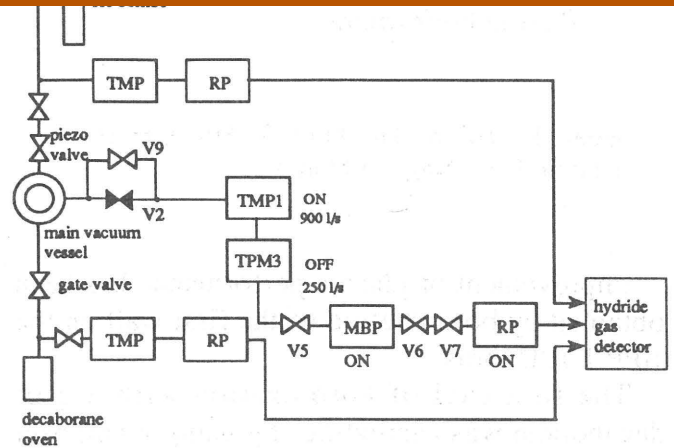 TMP
RP
piezo
valve
V9
V2
TMP1
ON
900 l/s
main vacuum
vessel
TPM3
OFF
250 l/s
gate valve
hydride
gas
detector
TMP
RP
V5
MBP
ON
V6
V7
RP
ON
decaborane
oven